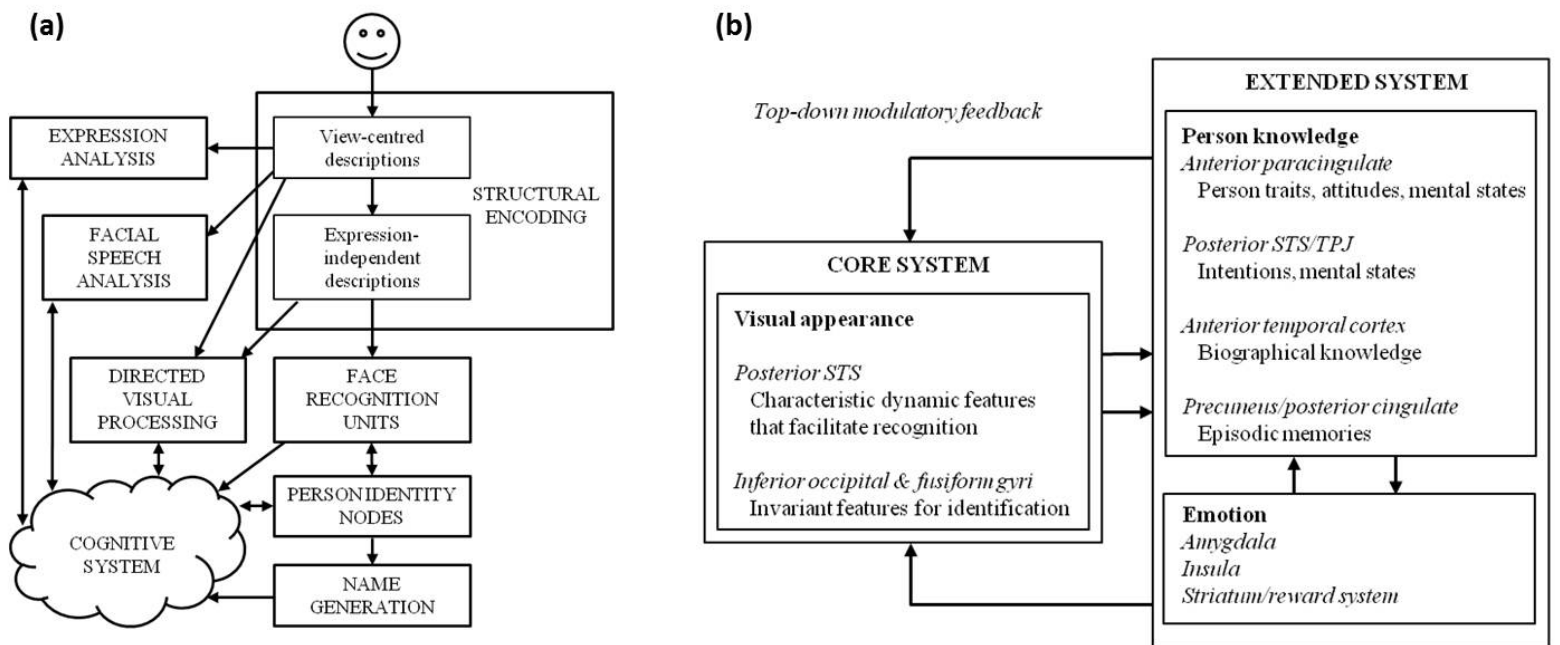 (a)
EXPRESSION
ANALYSIS
View-centred
descriptions
STRUCTURAL
ENCODING
FACIAL
SPEECH
ANALYSIS
Expression-
independent
descriptions
DIRECTED
VISUAL
PROCESSING
FACE
RECOGNITION
UNITS
PERSON IDENTITY
NODES
COGNITIVE
SYSTEM
NAME
GENERATION
(b)
Top-down modulatory feedback
CORE SYSTEM
Visual appearance
Posterior STS
Characteristic dynamic features
that facilitate recognition
Inferior occipital & fusiform gyri
Invariant features for identification
EXTENDED SYSTEM
Person knowledge
Anterior paracingulate
Person traits, attitudes, mental states
Posterior STS/TPJ
Intentions, mental states
Anterior temporal cortex
Biographical knowledge
Precuneus/posterior cingulate
Episodic memories
Emotion
Amygdala
Insula
Striatum/reward system